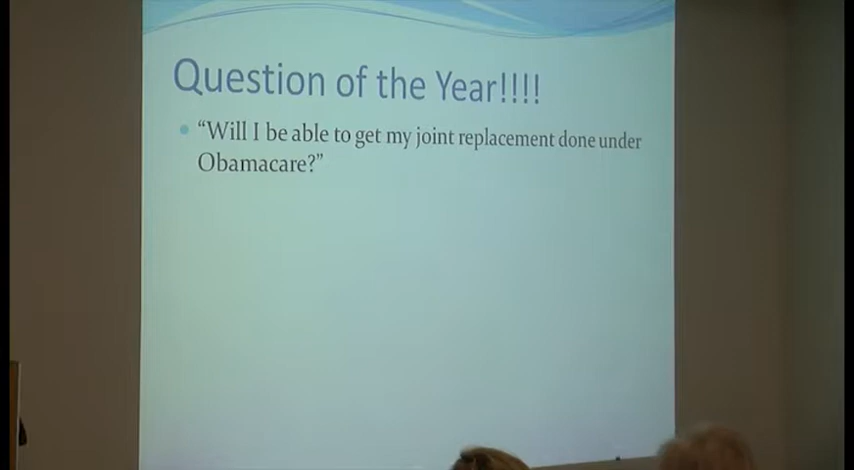 Question of the Year!!!!
“Will I be able to get my joint replacement done under
Obamacare?”